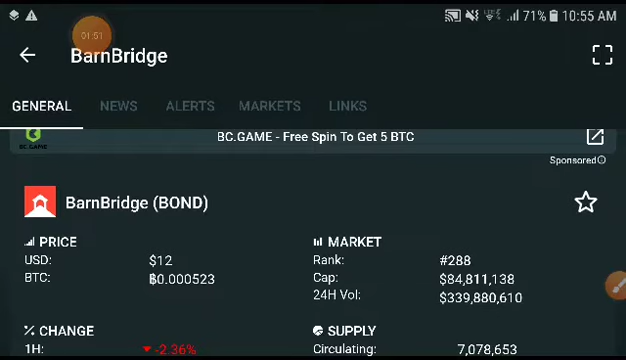 71% 10:55 AM
01:51
BarnBridge
GENERAL NEWS ALERTS MARKETS LINKS
BC.GAME
BC.GAME - Free Spin To Get 5 BTC
Sponsored
BarnBridge (BOND)
PRICE
USD: $12
BTC: ฿0.000523
MARKET
Rank: #288
Cap: $84,811,138
24H Vol: $339,880,610
CHANGE
1H: -2.36%
SUPPLY
Circulating: 7,078,653